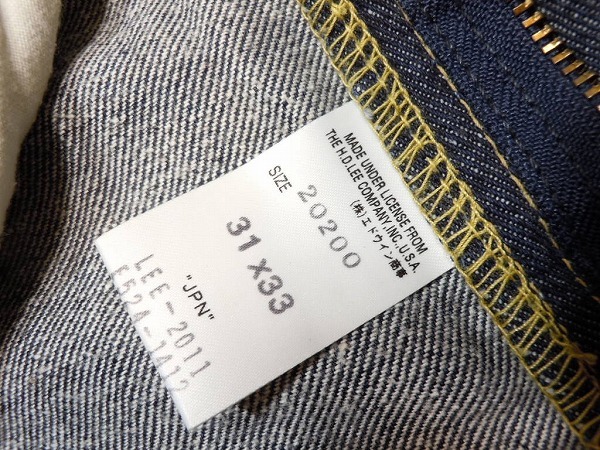 MADE UNDER LICENSE FROM
THE H.D.LEE COMPANY,INC.,U.S.A.
(株)エドウイン商事
20200
SIZE
31 X33
"JPN"
LEE-2011